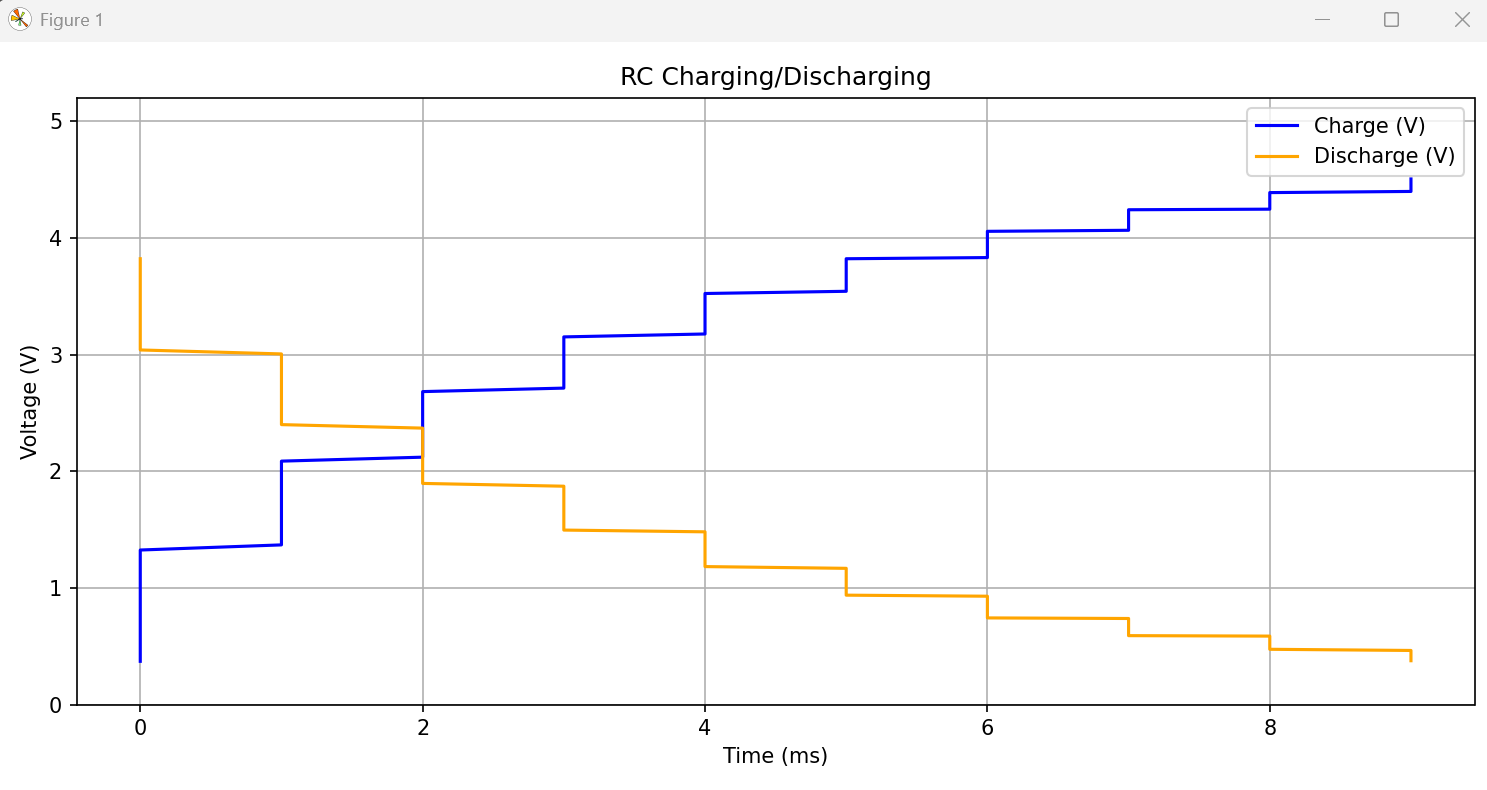 Figure 1
RC Charging/Discharging
Charge (V)
Discharge (V)
5
4
3
2
1
0
Voltage (V)
0 2 4 6 8
Time (ms)